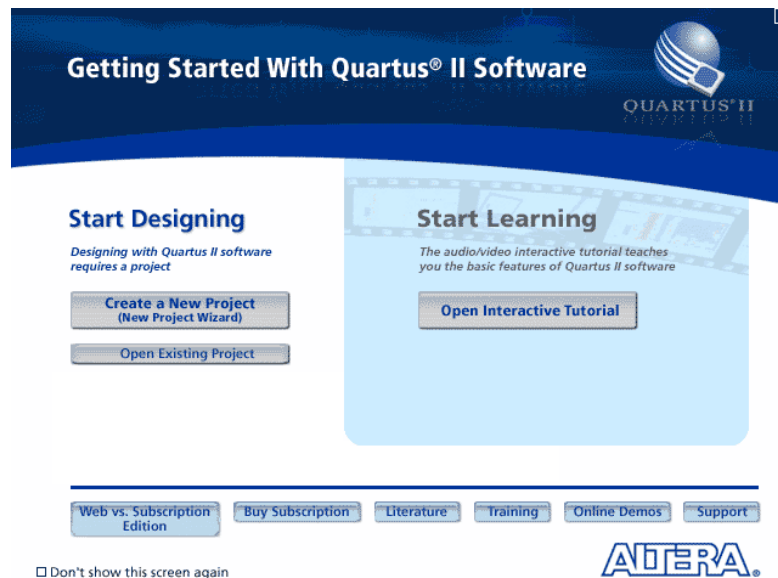 Getting Started With Quartus® II Software
QUARTUS® II
Start Designing
Designing with Quartus II software
requires a project
Create a New Project
(New Project Wizard)
Open Existing Project
Start Learning
The audio/video interactive tutorial teaches
you the basic features of Quartus II software
Open Interactive Tutorial
Web vs. Subscription
Edition
Buy Subscription
Literature
Training
Online Demos
Support
Don't show this screen again
ALTERA®